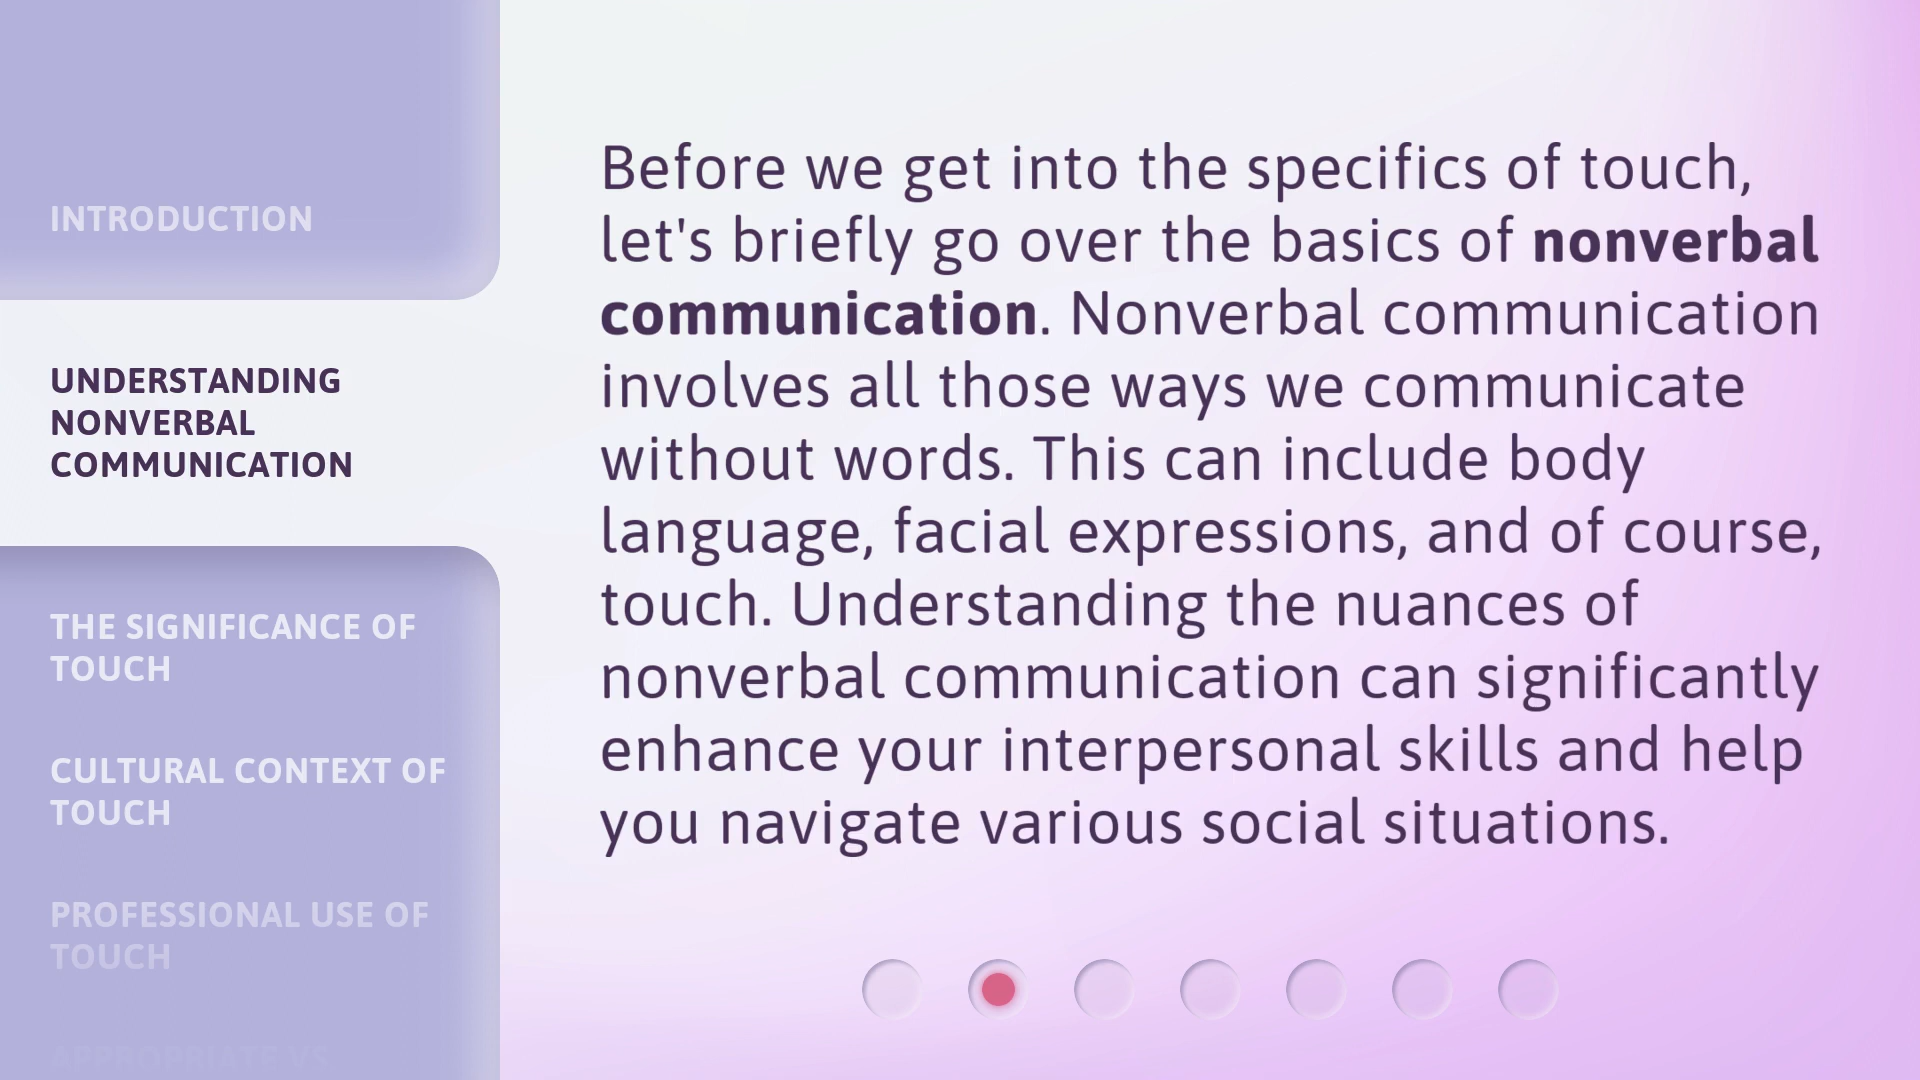 INTRODUCTION
UNDERSTANDING
NONVERBAL
COMMUNICATION
THE SIGNIFICANCE OF
TOUCH
CULTURAL CONTEXT OF
TOUCH
PROFESSIONAL USE OF
TOUCH
APPROPRIATE VS
Before we get into the specifics of touch,
let's briefly go over the basics of nonverbal
communication. Nonverbal communication
involves all those ways we communicate
without words. This can include body
language, facial expressions, and of course,
touch. Understanding the nuances of
nonverbal communication can significantly
enhance your interpersonal skills and help
you navigate various social situations.